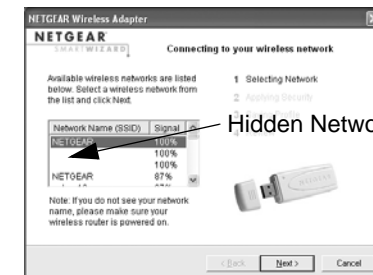 NETGEAR Wireless Adapter
NETGEAR
SMARTWIZARD
Connecting to your wireless network
Available wireless networks are listed
below. Select a wireless network from
the list and click Next.
Network Name (SSID) Signal
NETGEAR 100%
100%
100%
NETGEAR 87%
Note: If you do not see your network
name, please make sure your
wireless router is powered on.
1 Selecting Network
2 Applying Security
Hidden Netwo
NETGEAR
< Back Next > Cancel